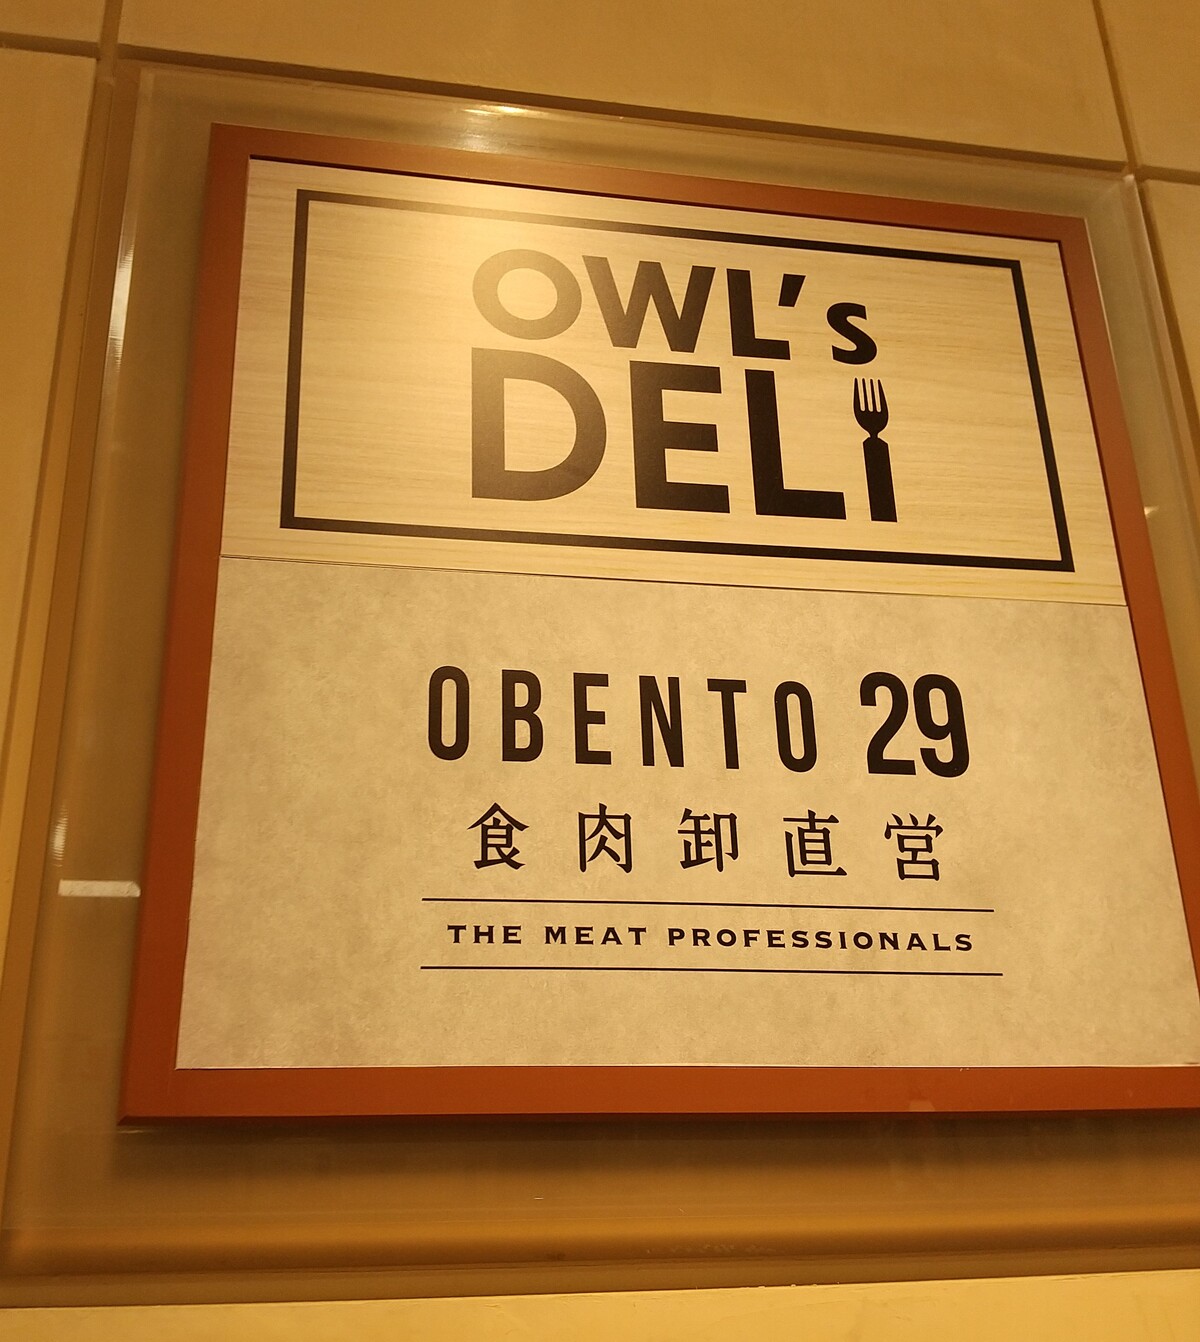 OWL's
DELi
OBENTO 29
食肉卸直営
THE MEAT PROFESSIONALS